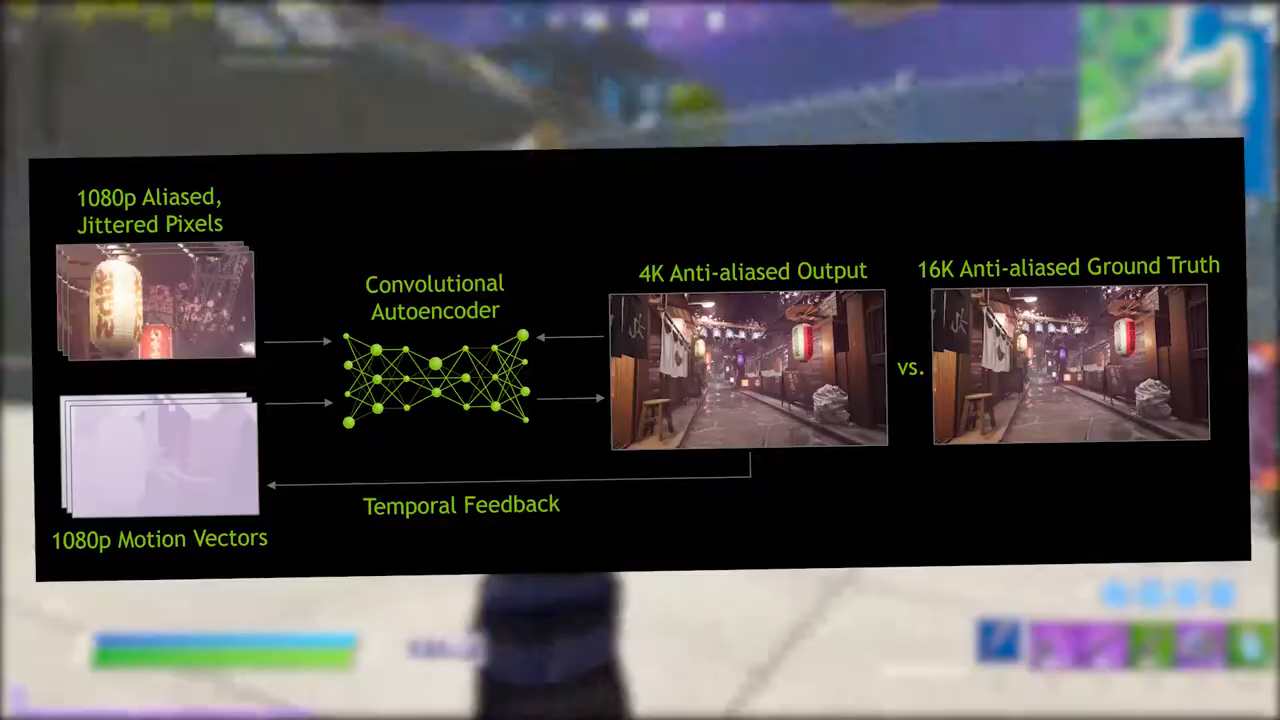 1080p Aliased,
Jittered Pixels
Convolutional
Autoencoder
4K Anti-aliased Output
vs.
16K Anti-aliased Ground Truth
Temporal Feedback
1080p Motion Vectors